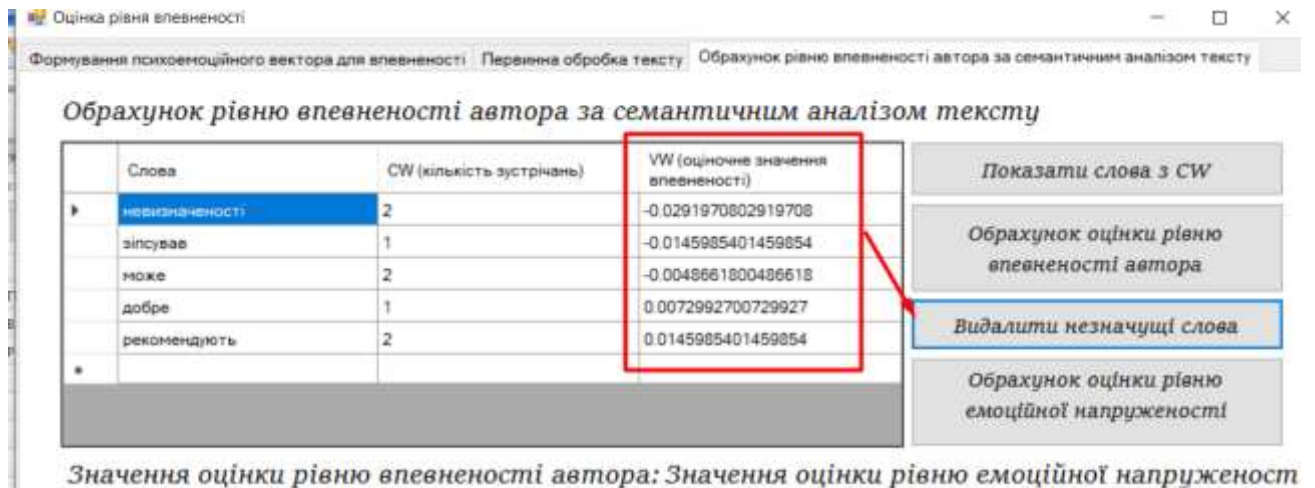 Оцінка рівня впевненості
Формування психоемоційного вектора для впевненості Первинна обробка тексту Обрахунок рівню впевненості автора за семантичним аналізом тексту
Обрахунок рівню впевненості автора за семантичним аналізом тексту
Слова CW (кількість зустрічань) VW (оціночне значення впевненості)
невизначеності 2 -0.0291970802919708
зіпсував 1 -0.0145985401459854
може 2 -0.0048661800486618
добре 1 0.0072992700729927
рекомендують 2 0.0145985401459854
Показати слова з CW
Обрахунок оцінки рівню
впевненості автора
Видалити незначущі слова
Обрахунок оцінки рівню
емоційної напруженості
Значення оцінки рівню впевненості автора: Значення оцінки рівню емоційної напруженост